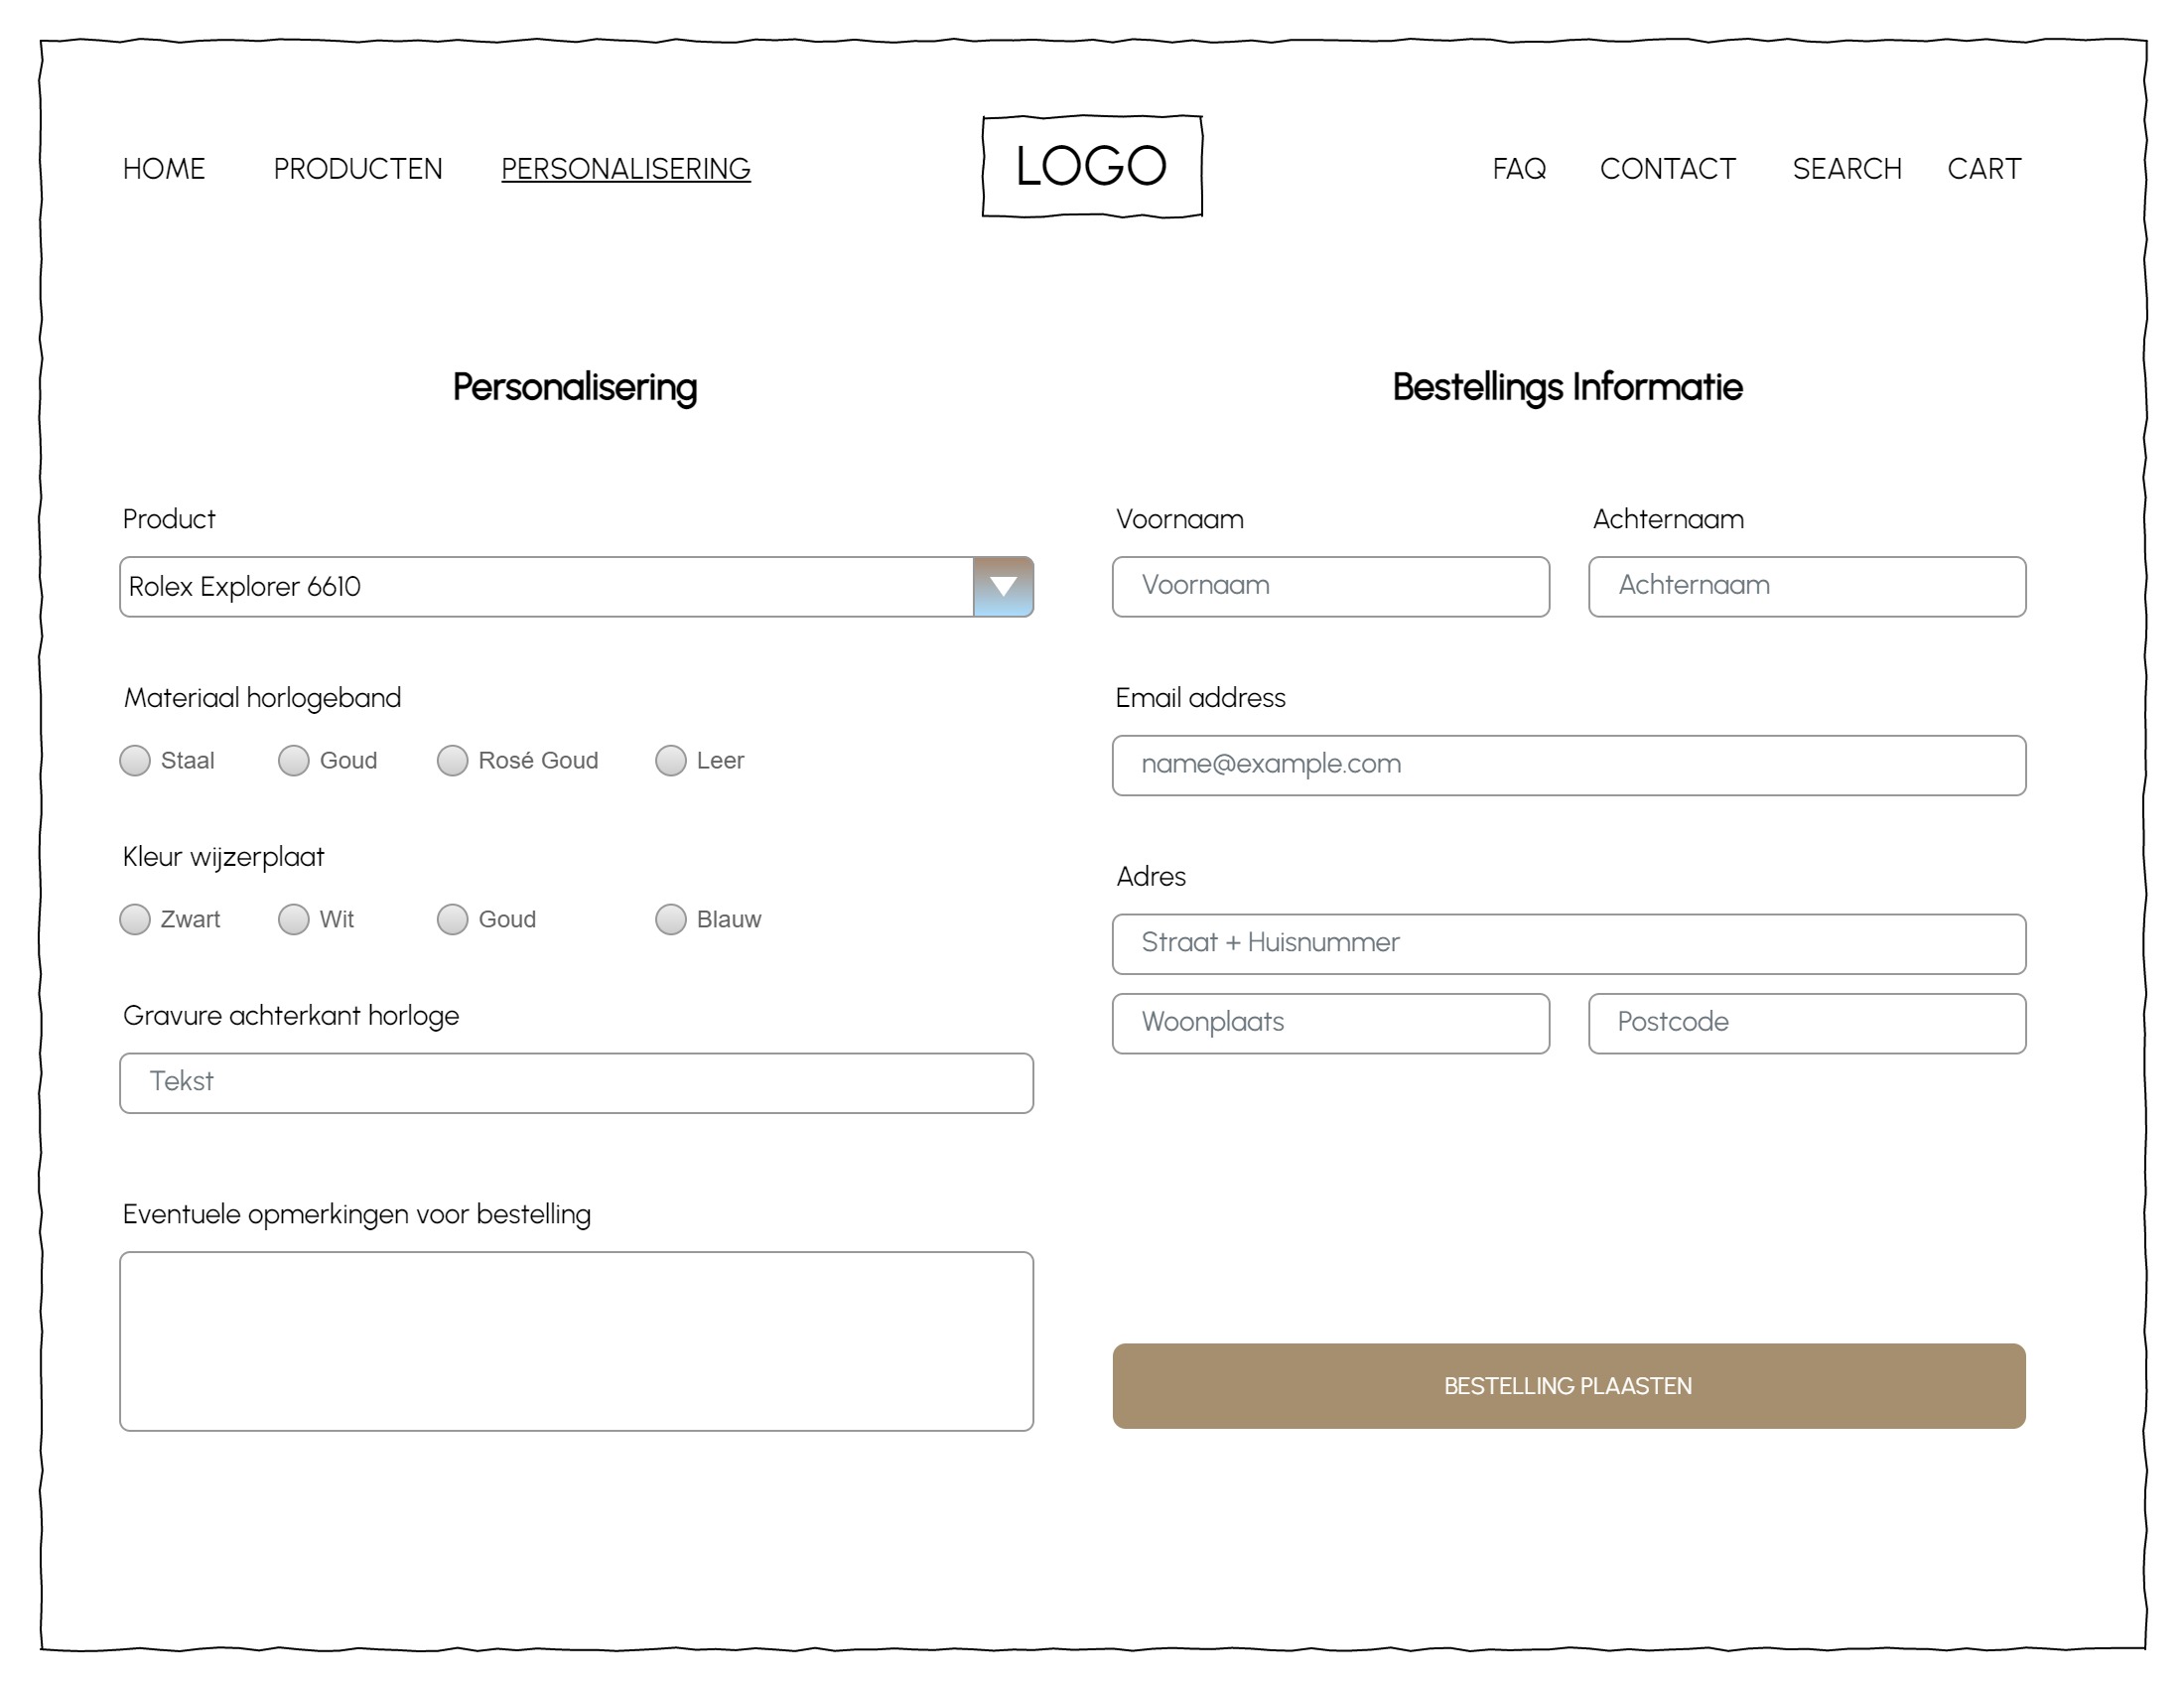 HOME PRODUCTEN PERSONALISERING LOGO FAQ CONTACT SEARCH CART
Personalisering
Product
Rolex Explorer 6610
Materiaal horlogeband
Staal Goud Rosé Goud Leer
Kleur wijzerplaat
Zwart Wit Goud Blauw
Gravure achterkant horloge
Tekst
Eventuele opmerkingen voor bestelling
Bestellings Informatie
Voornaam Achternaam
Voornaam Achternaam
Email address
name@example.com
Adres
Straat + Huisnummer
Woonplaats Postcode
BESTELLING PLAASTEN